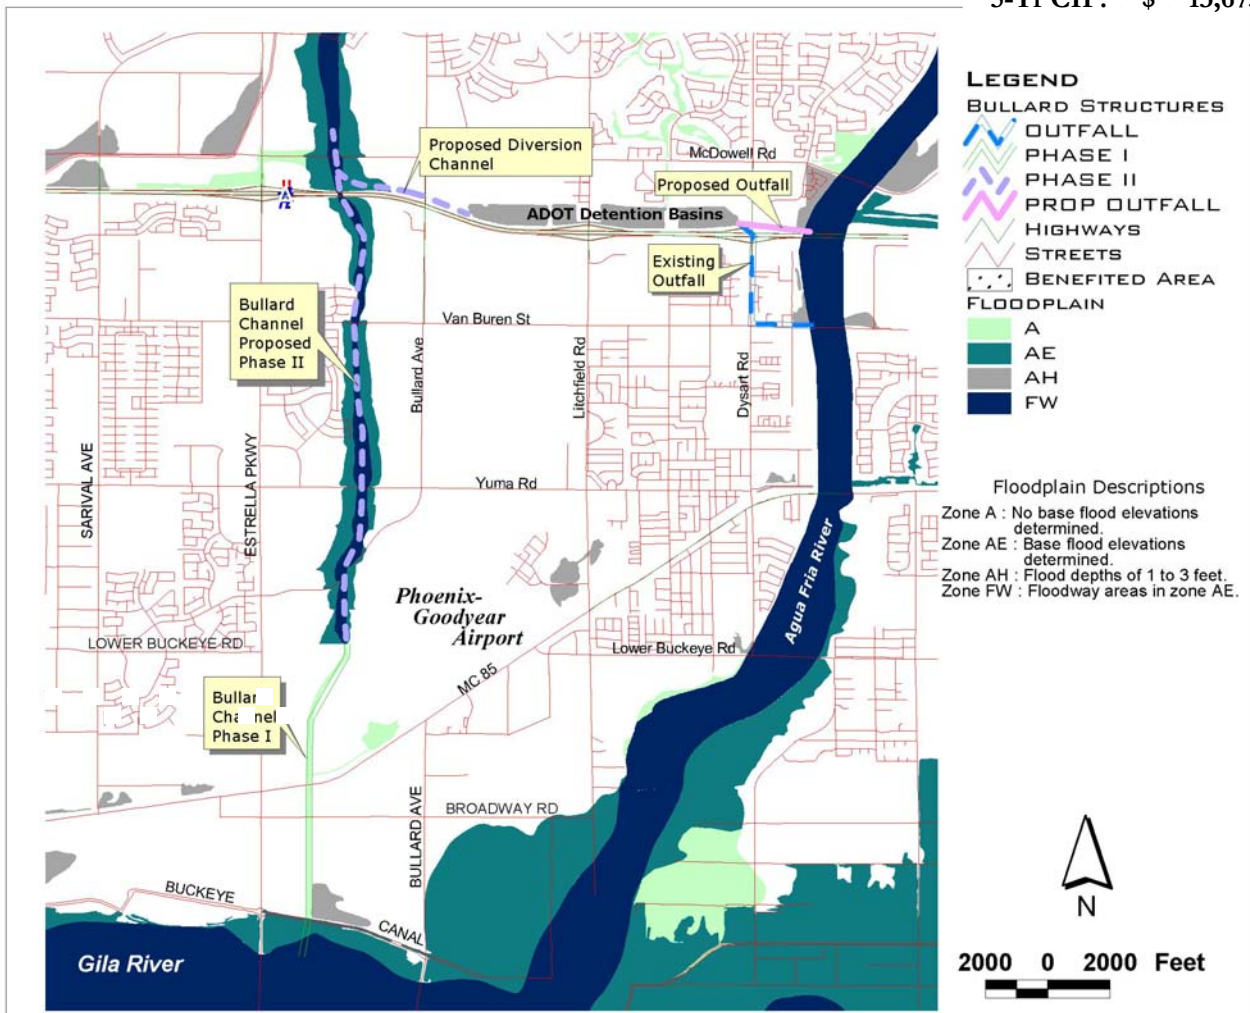 LEGEND
BULLARD STRUCTURES
OUTFALL
PHASE I
PHASE II
PROP OUTFALL
HIGHWAYS
STREETS
BENEFITED AREA
FLOODPLAIN
A
AE
AH
FW
Floodplain Descriptions
Zone A : No base flood elevations
determined.
Zone AE : Base flood elevations
determined.
Zone AH : Flood depths of 1 to 3 feet.
Zone FW : Floodway areas in zone AE.
Proposed Diversion
Channel
McDowell Rd
Proposed Outfall
ADOT Detention Basins
Existing
Outfall
Bullard
Channel
Proposed
Phase II
Van Buren St
Bullard Ave
Litchfield Rd
Dysart Rd
SARIVAL AVE
ESTRELLA PKWY
Yuma Rd
Agua Fria River
Phoenix-
Goodyear
Airport
LOWER BUCKEYE RD
Lower Buckeye Rd
MC 85
Channel
Phase I
BROADWAY RD
BULLARD AVE
BUCKEYE
CANAL
Gila River
N
2000 0 2000 Feet